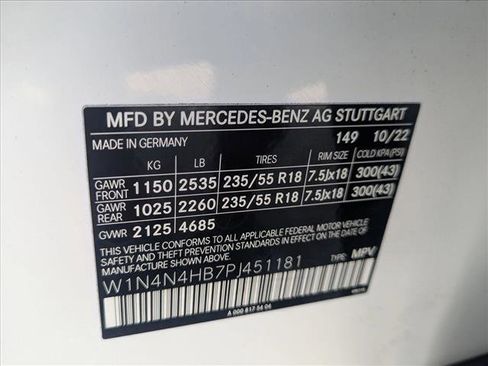 MFD BY MERCEDES-BENZ AG STUTTGART
MADE IN GERMANY 149 10/22
KG LB TIRES RIM SIZE COLD KPA(PSI)
GAWR FRONT 1150 2535 235/55 R18 7.5Jx18 300(43)
GAWR REAR 1025 2260 235/55 R18 7.5Jx18 300(43)
GVWR 2125 4685
THIS VEHICLE CONFORMS TO ALL APPLICABLE FEDERAL MOTOR VEHICLE
SAFETY STANDARDS IN EFFECT ON THE DATE OF MANUFACTURE SHOWN ABOVE.
W1N4N4HB7PJ451181 TYPE: MPV
A 000 817 56 06